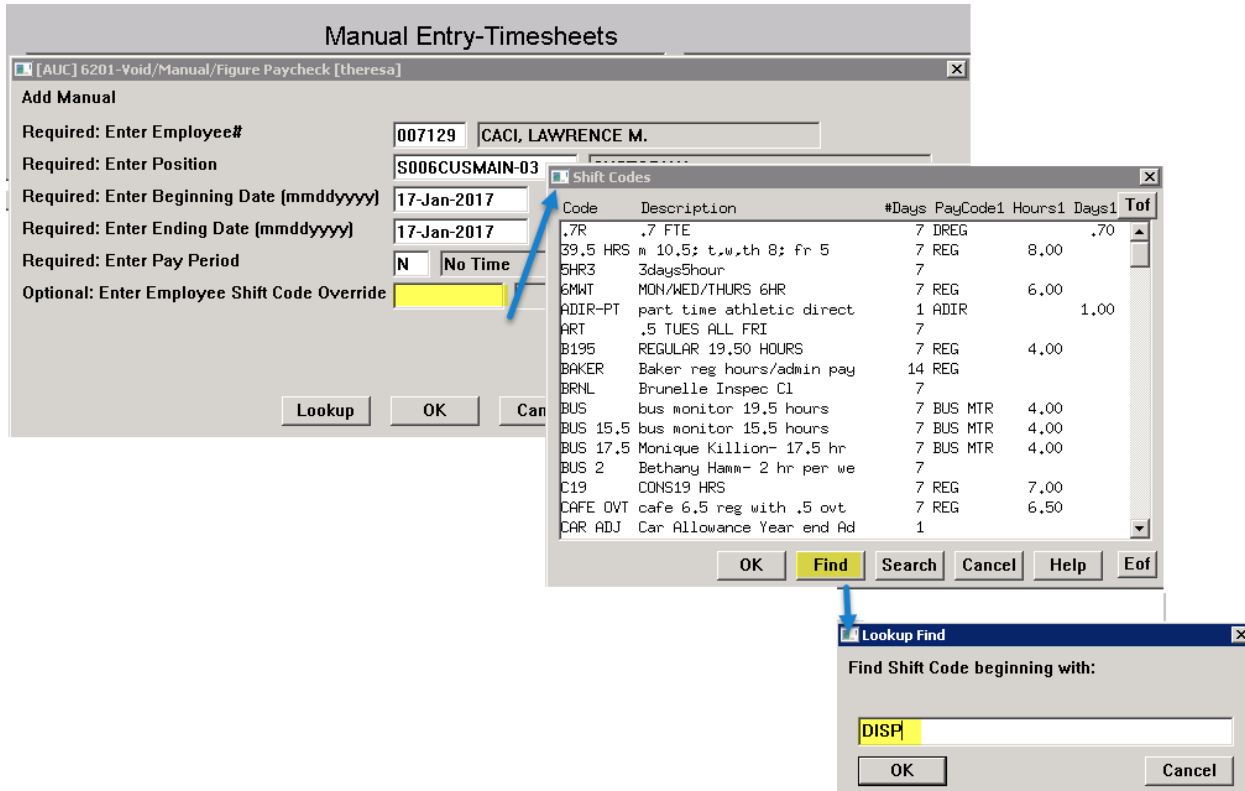 Manual Entry-Timesheets
[AUC] 6201-Void/Manual/Figure Paycheck [theresa]
Add Manual
Required: Enter Employee# 007129 CACI, LAWRENCE M.
Required: Enter Position S006CUSMAIN-03
Required: Enter Beginning Date (mmddyyyy) 17-Jan-2017
Required: Enter Ending Date (mmddyyyy) 17-Jan-2017
Required: Enter Pay Period N No Time
Optional: Enter Employee Shift Code Override
Lookup OK
Shift Codes
Code Description #Days PayCode1 Hours1 Days1 Tof
.7R .7 FTE 7 DREG .70
39.5 HRS m 10.5; t,w,th 8; fr 5 7 REG 8.00
5HR3 3days5hour 7
6MWT MON/WED/THURS 6HR 7 REG 6.00
ADIR-PT part time athletic direct 1 ADIR 1.00
ART .5 TUES ALL FRI 7
B195 REGULAR 19.50 HOURS 7 REG 4.00
BAKER Baker reg hours/admin pay 14 REG
BRNL Brunelle Inspec Cl 7
BUS bus monitor 19.5 hours 7 BUS MTR 4.00
BUS 15.5 bus monitor 15.5 hours 7 BUS MTR 4.00
BUS 17.5 Monique Killion- 17.5 hr 7 BUS MTR 4.00
BUS 2 Bethany Hamm- 2 hr per we 7
C19 CONS19 HRS 7 REG 7.00
CAFE OVT cafe 6.5 reg with .5 ovt 7 REG 6.50
CAR ADJ Car Allowance Year end Ad 1
OK Find Search Cancel Help Eof
Lookup Find
Find Shift Code beginning with:
DISP
OK Cancel